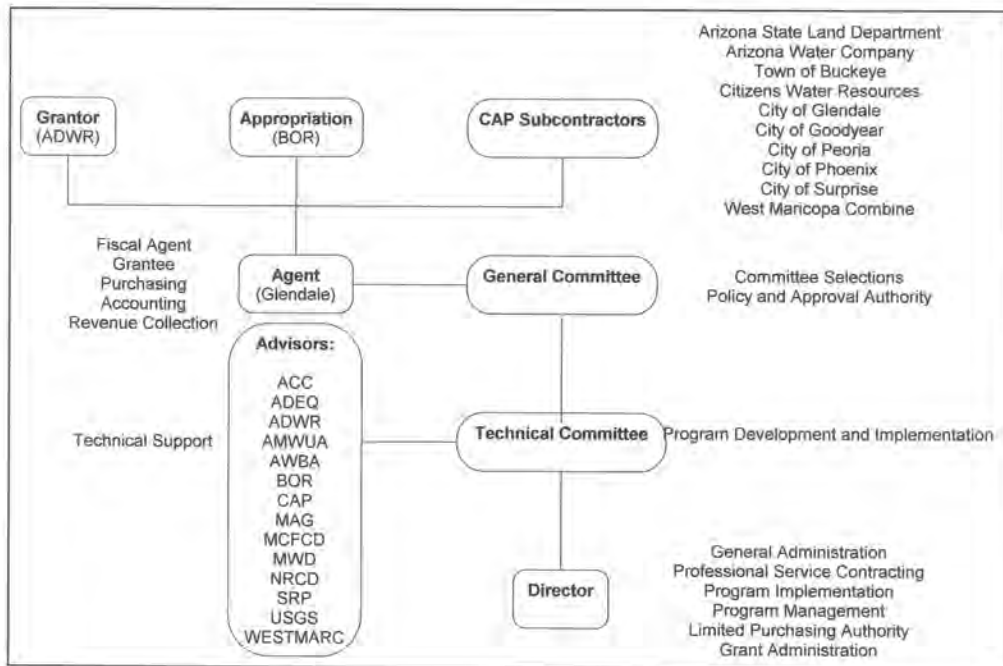 Arizona State Land Department
Arizona Water Company
Town of Buckeye
Citizens Water Resources
City of Glendale
City of Goodyear
City of Peoria
City of Phoenix
City of Surprise
West Maricopa Combine
Grantor
(ADWR)
Appropriation
(BOR)
CAP Subcontractors
Fiscal Agent
Grantee
Purchasing
Accounting
Revenue Collection
Agent
(Glendale)
General Committee
Committee Selections
Policy and Approval Authority
Advisors:
ACC
ADEQ
ADWR
AMWUA
AWBA
BOR
CAP
MAG
MCFCD
MWD
NRCD
SRP
USGS
WESTMARC
Technical Support
Technical Committee
Program Development and Implementation
Director
General Administration
Professional Service Contracting
Program Implementation
Program Management
Limited Purchasing Authority
Grant Administration